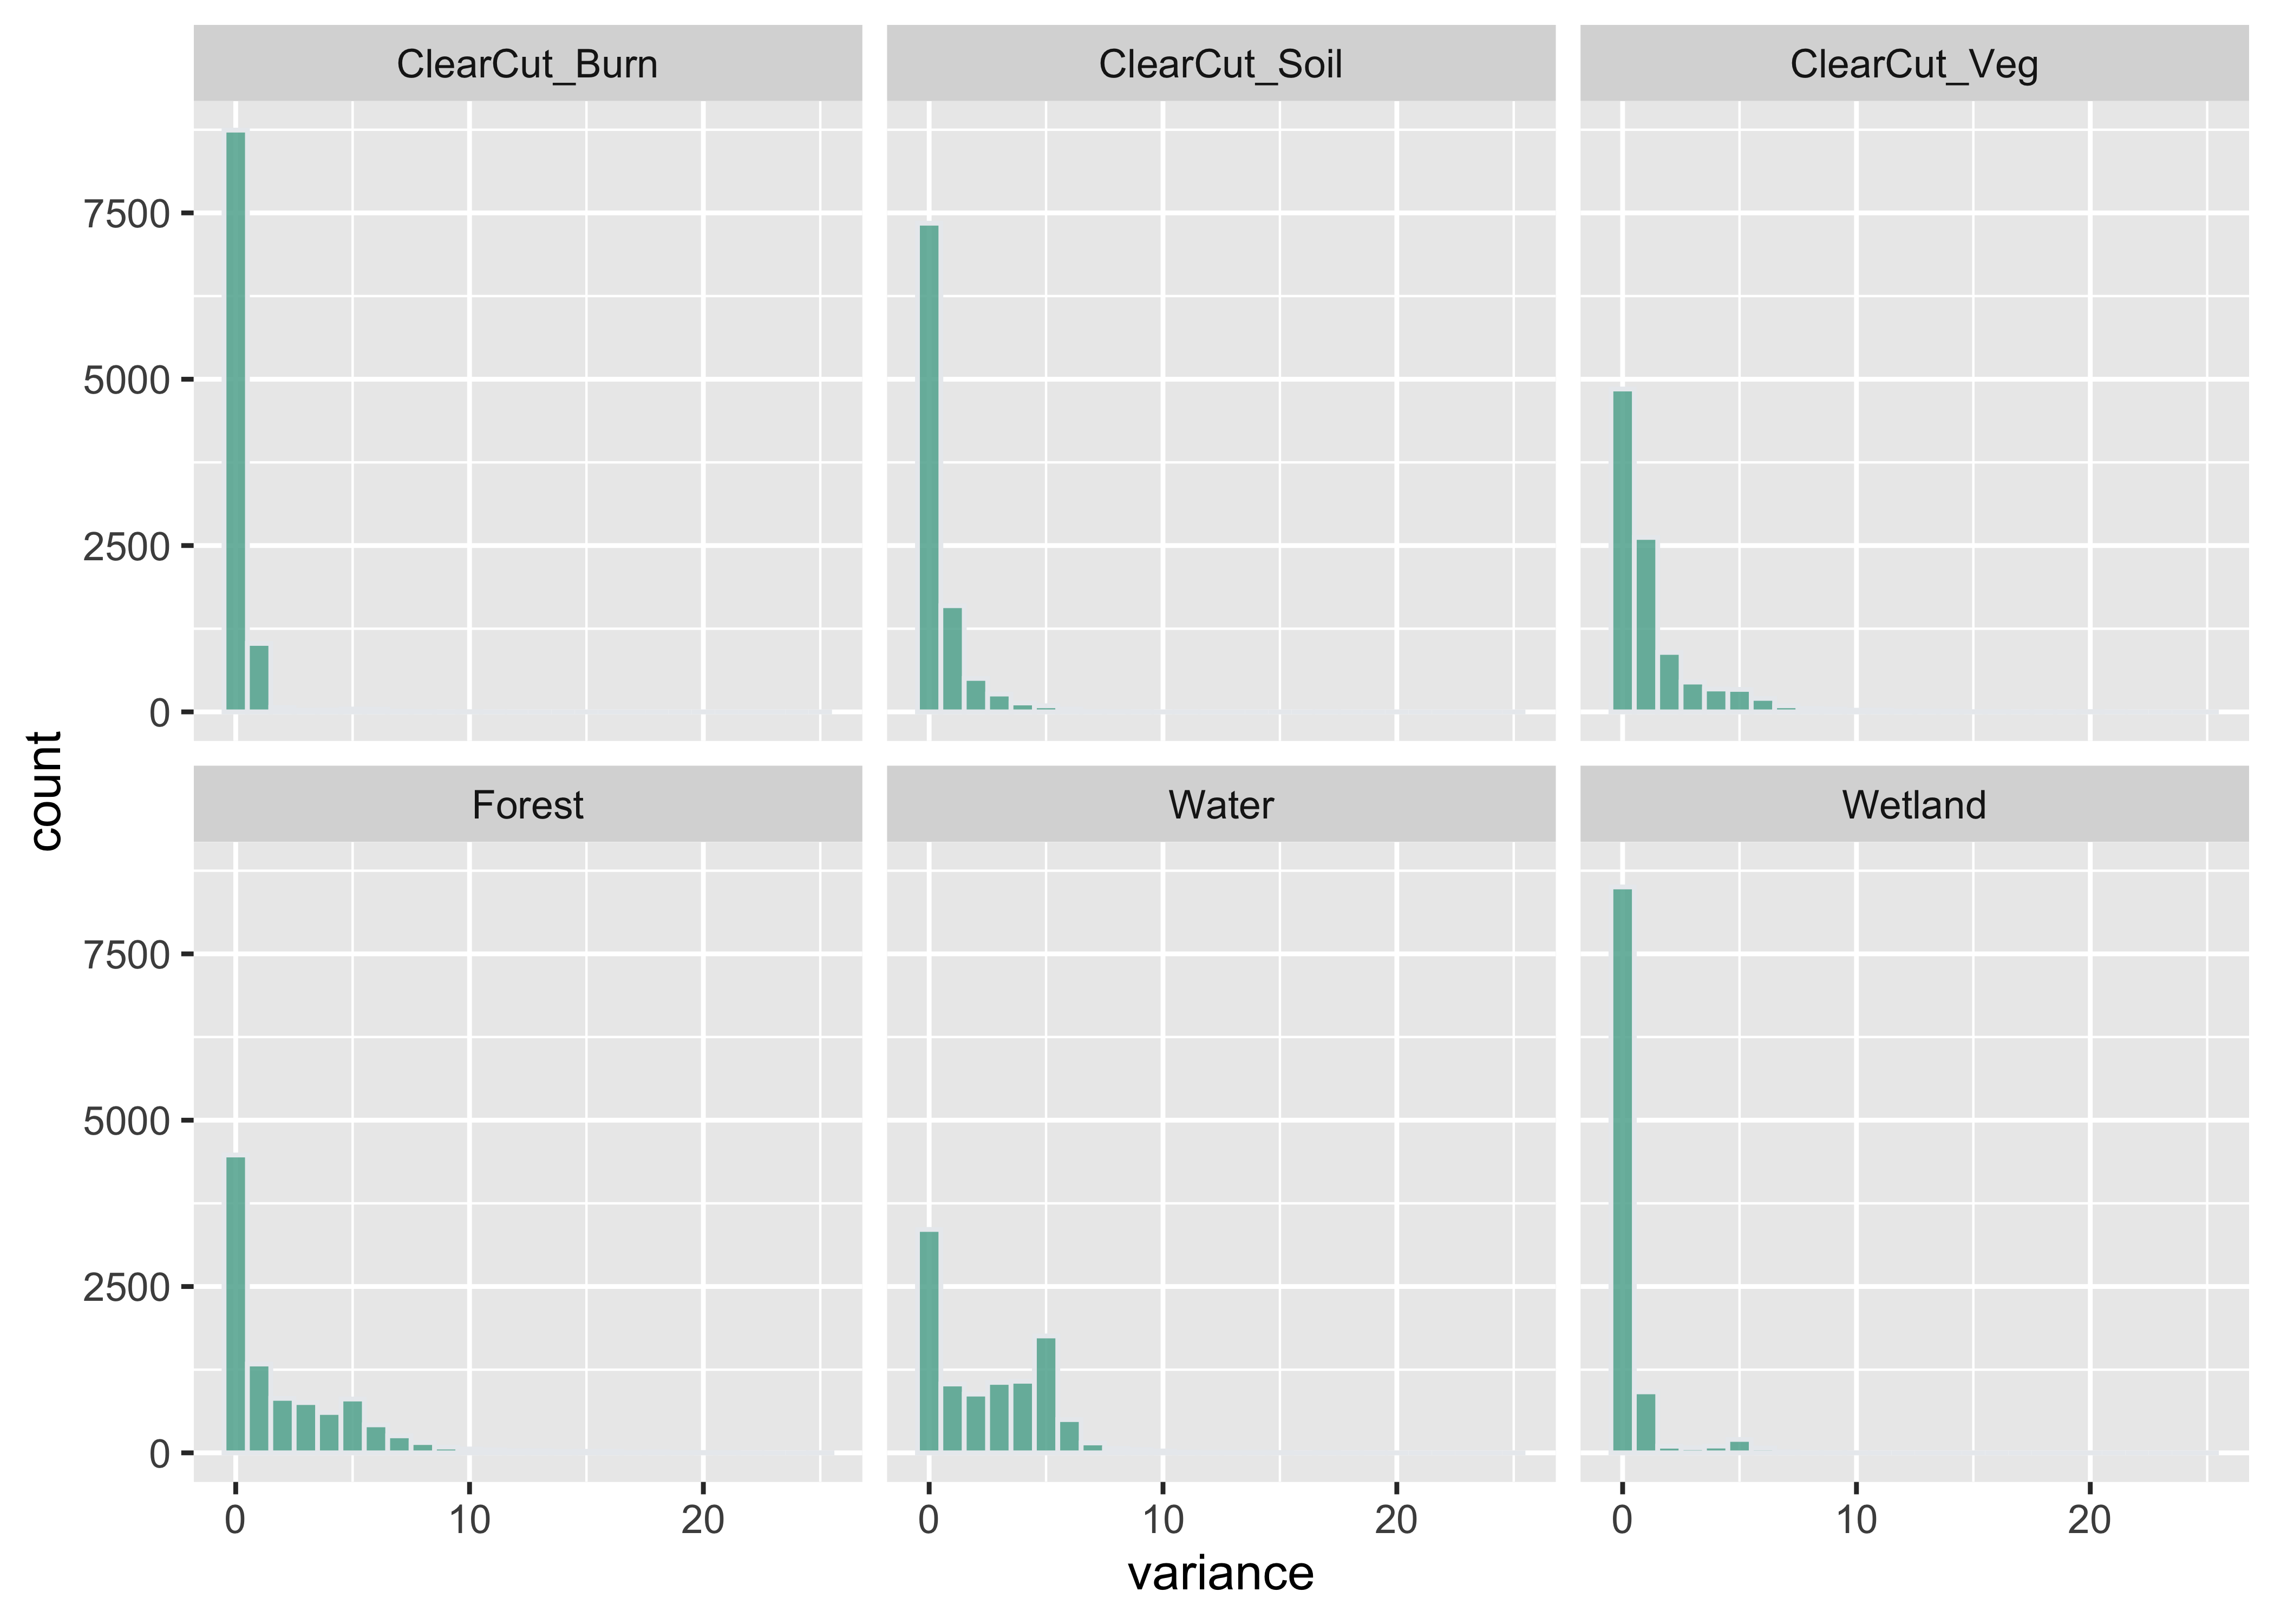 ClearCut_Burn ClearCut_Soil ClearCut_Veg
7500
5000
2500
0
count
Forest Water Wetland
7500
5000
2500
0
0 10 20 0 10 20 0 10 20
variance